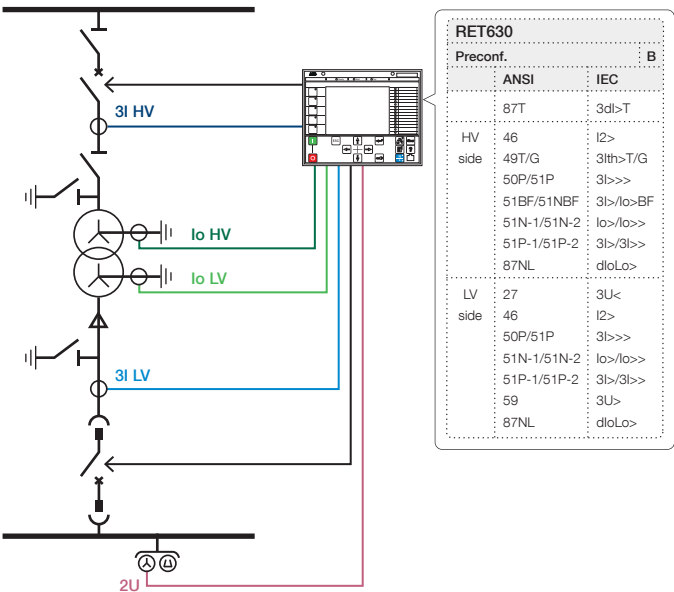 RET630
Preconf. B
ANSI IEC
87T 3dI>T
HV 46 I2>
side 49T/G 3Ith>T/G
50P/51P 3I>>>
51BF/51NBF 3I>/Io>BF
51N-1/51N-2 Io>/Io>>
51P-1/51P-2 3I>/3I>>
87NL dIoLo>
LV 27 3U<
side 46 I2>
50P/51P 3I>>>
51N-1/51N-2 Io>/Io>>
51P-1/51P-2 3I>/3I>>
59 3U>
87NL dIoLo>
3I HV
Io HV
Io LV
3I LV
2U